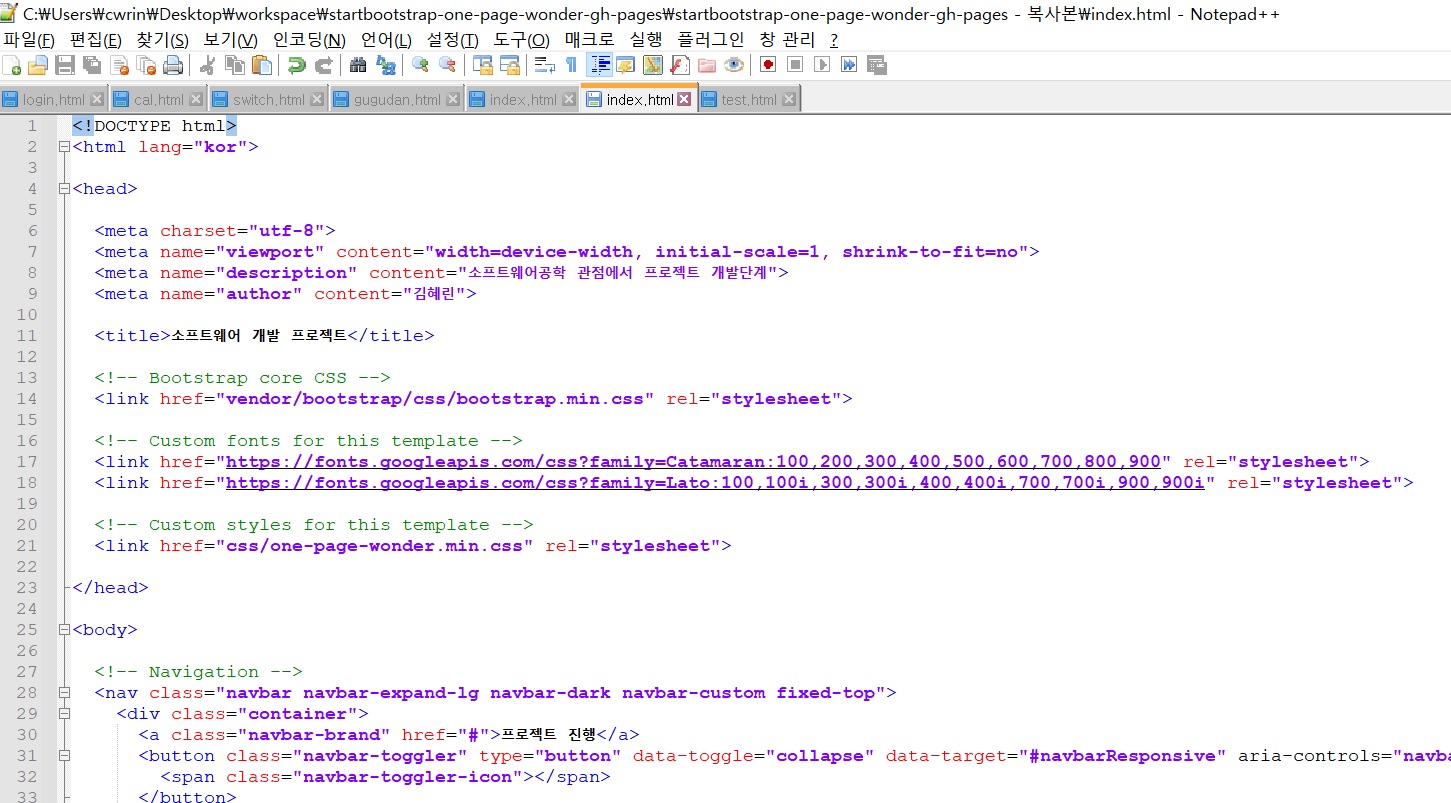 C:₩Users₩cwrin₩Desktop₩workspace₩startbootstrap-one-page-wonder-gh-pages₩startbootstrap-one-page-wonder-gh-pages - 복사본₩index.html - Notepad++
파일(F) 편집(E) 찾기(S) 보기(V) 인코딩(N) 언어(L) 설정(T) 도구(O) 매크로 실행 플러그인 창 관리 ?
login.html cal.html switch.html gugudan.html index.html index.html test.html
1 <!DOCTYPE html>
2 <html lang="kor">
3
4 <head>
5
6 <meta charset="utf-8">
7 <meta name="viewport" content="width=device-width, initial-scale=1, shrink-to-fit=no">
8 <meta name="description" content="소프트웨어공학 관점에서 프로젝트 개발단계">
9 <meta name="author" content="김혜린">
10
11 <title>소프트웨어 개발 프로젝트</title>
12
13 <!-- Bootstrap core CSS -->
14 <link href="vendor/bootstrap/css/bootstrap.min.css" rel="stylesheet">
15
16 <!-- Custom fonts for this template -->
17 <link href="https://fonts.googleapis.com/css?family=Catamaran:100,200,300,400,500,600,700,800,900" rel="stylesheet">
18 <link href="https://fonts.googleapis.com/css?family=Lato:100,100i,300,300i,400,400i,700,700i,900,900i" rel="stylesheet">
19
20 <!-- Custom styles for this template -->
21 <link href="css/one-page-wonder.min.css" rel="stylesheet">
22
23 </head>
24
25 <body>
26
27 <!-- Navigation -->
28 <nav class="navbar navbar-expand-lg navbar-dark navbar-custom fixed-top">
29 <div class="container">
30 <a class="navbar-brand" href="#">프로젝트 진행</a>
31 <button class="navbar-toggler" type="button" data-toggle="collapse" data-target="#navbarResponsive" aria-controls="navba
32 <span class="navbar-toggler-icon"></span>
33 </button>